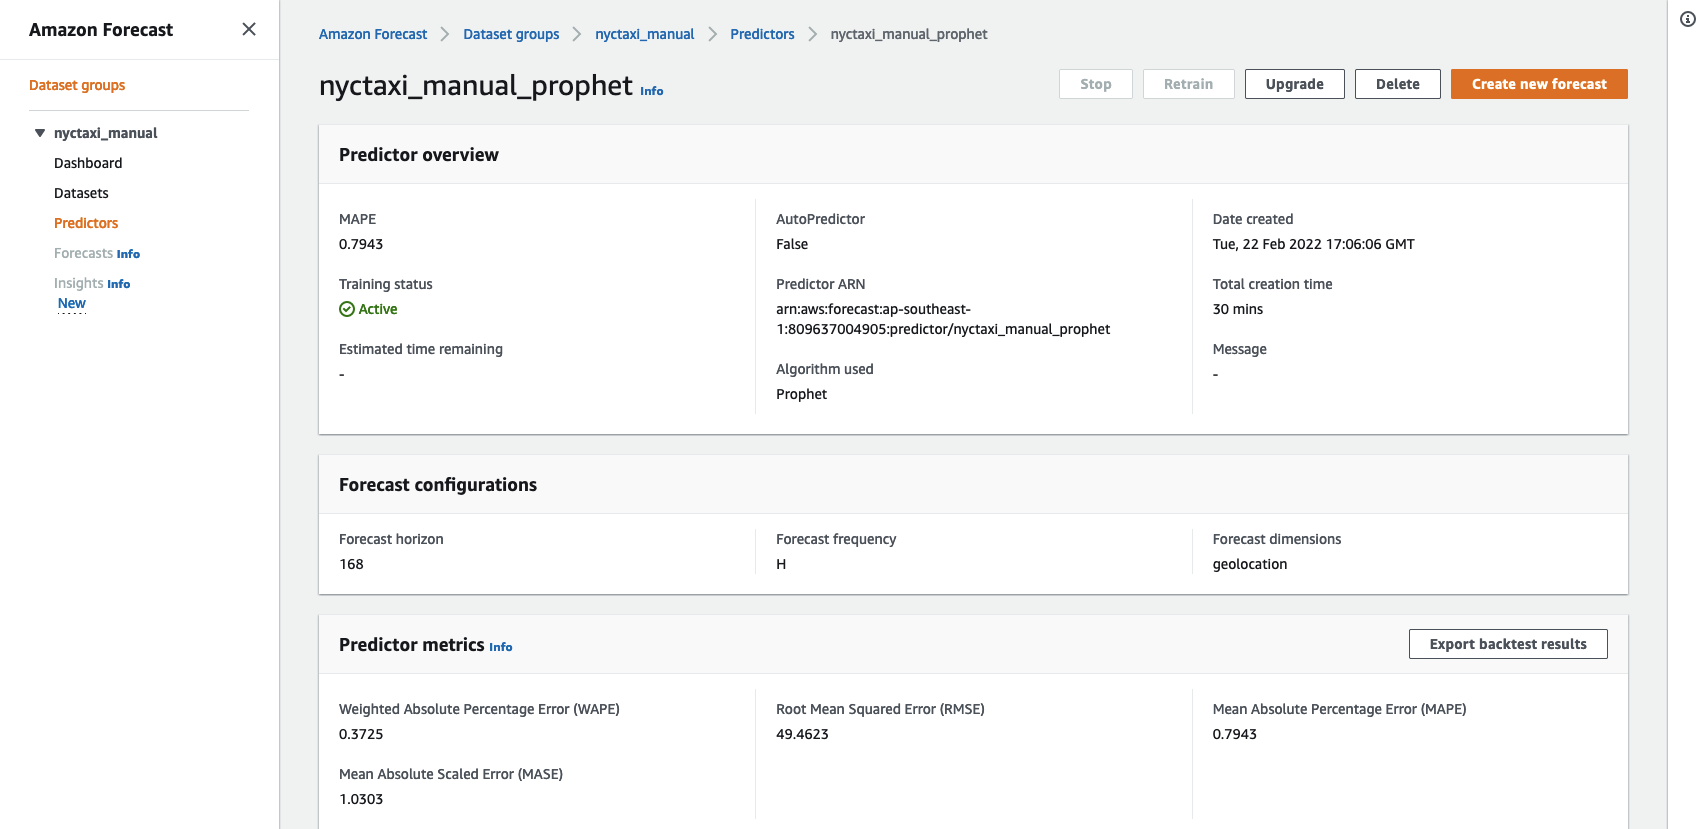 Amazon Forecast
Dataset groups
nyctaxi_manual
Dashboard
Datasets
Predictors
Forecasts Info
Insights Info
New
Amazon Forecast > Dataset groups > nyctaxi_manual > Predictors > nyctaxi_manual_prophet
nyctaxi_manual_prophet Info
Stop Retrain Upgrade Delete Create new forecast
Predictor overview
MAPE
0.7943
Training status
Active
Estimated time remaining
-
AutoPredictor
False
Predictor ARN
arn:aws:forecast:ap-southeast-
1:809637004905:predictor/nyctaxi_manual_prophet
Algorithm used
Prophet
Date created
Tue, 22 Feb 2022 17:06:06 GMT
Total creation time
30 mins
Message
-
Forecast configurations
Forecast horizon
168
Forecast frequency
H
Forecast dimensions
geolocation
Predictor metrics Info
Export backtest results
Weighted Absolute Percentage Error (WAPE)
0.3725
Mean Absolute Scaled Error (MASE)
1.0303
Root Mean Squared Error (RMSE)
49.4623
Mean Absolute Percentage Error (MAPE)
0.7943